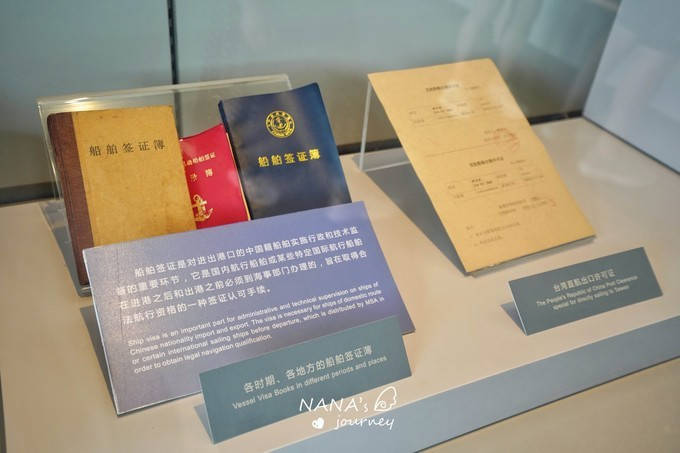 船舶签证簿
船舶签证簿
船舶签证是对进出港口的中国籍船舶实施行政和技术监
督的重要环节，它是国内航行船舶或某些特定国际航行船舶
在进港之后和出港之前必须到海事部门办理的，旨在取得合
法航行资格的一种签证认可手续。
Ship visa is an important part for administrative and technical supervision on ships of
Chinese nationality import and export. The visa is necessary for ships of domestic route
or certain international sailing ships before departure, which is distributed by MSA in
order to obtain legal navigation qualification.
各时期、各地方的船舶签证簿
Vessel Visa Books in different periods and places
台湾直航出口许可证
The People's Republic of China Port Clearence
special for directly sailing to Taiwan
NANA's
journey